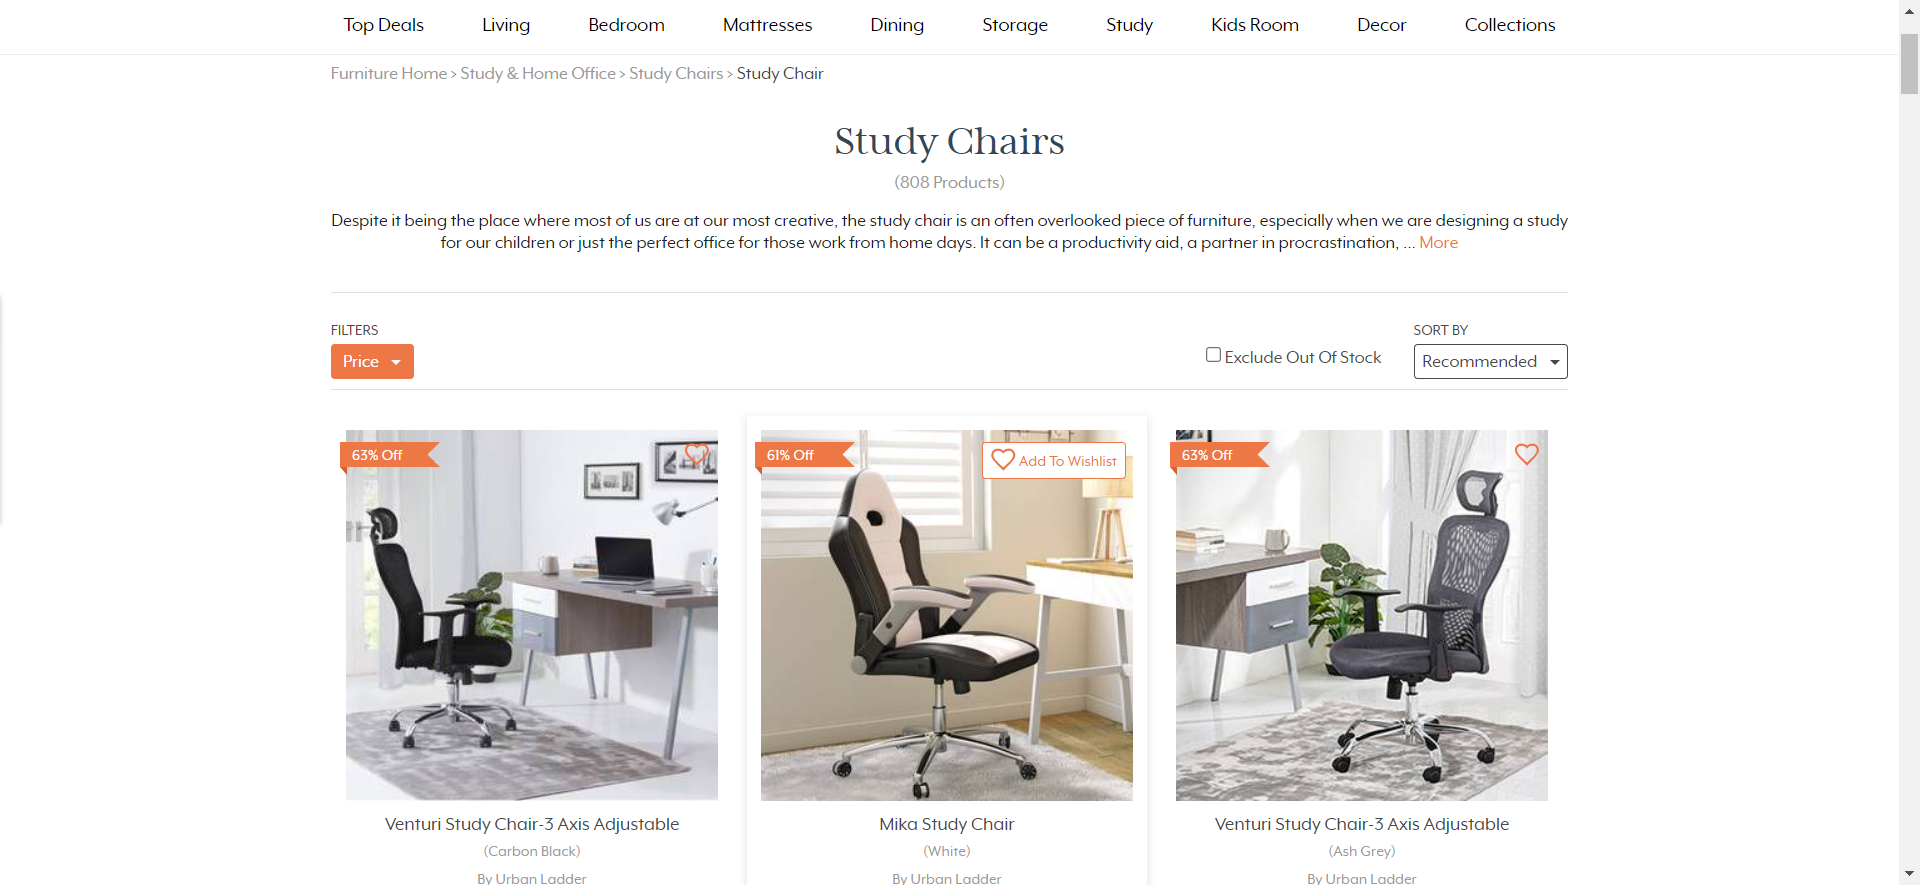 Top Deals Living Bedroom Mattresses Dining Storage Study Kids Room Decor Collections
Furniture Home > Study & Home Office > Study Chairs > Study Chair
Study Chairs
(808 Products)
Despite it being the place where most of us are at our most creative, the study chair is an often overlooked piece of furniture, especially when we are designing a study
for our children or just the perfect office for those work from home days. It can be a productivity aid, a partner in procrastination, ... More
FILTERS
Price
Exclude Out Of Stock
SORT BY
Recommended
63% Off
61% Off
Add To Wishlist
63% Off
Venturi Study Chair-3 Axis Adjustable
(Carbon Black)
By Urban Ladder
Mika Study Chair
(White)
By Urban Ladder
Venturi Study Chair-3 Axis Adjustable
(Ash Grey)
By Urban Ladder